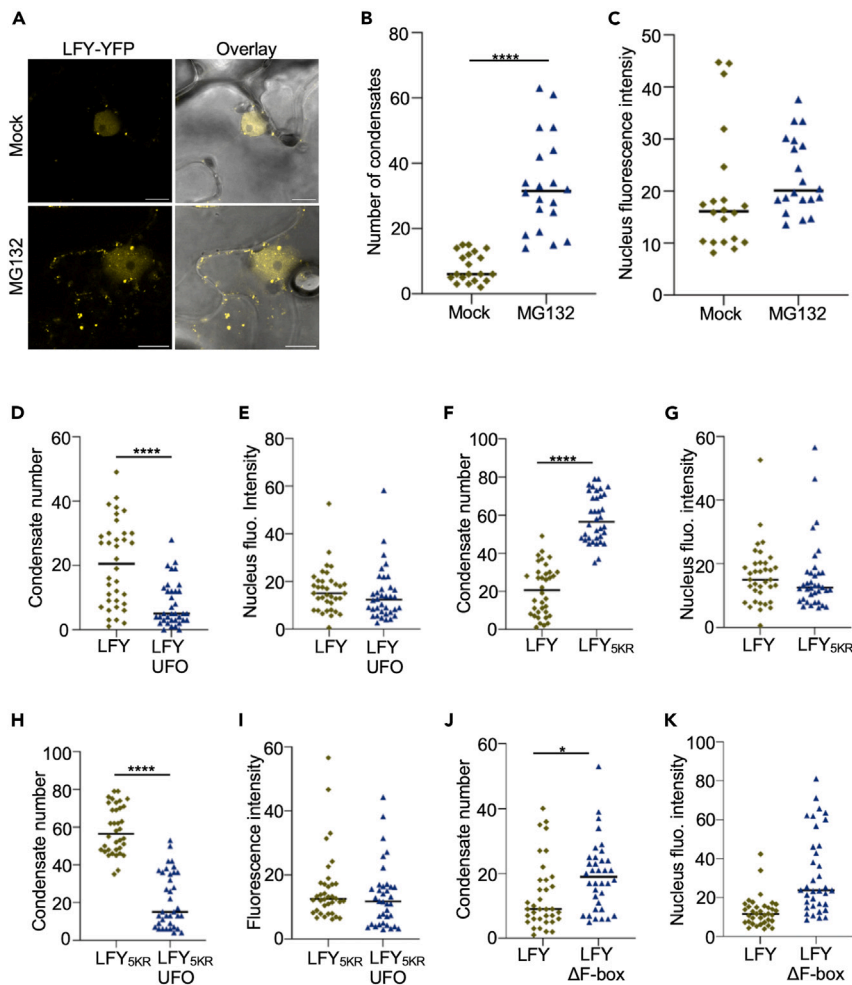 A
LFY-YFP
Overlay
Mock
MG132
B
Number of condensates
80
60
40
20
0
****
Mock
MG132
C
Nucleus fluorescence intensiy
50
40
30
20
10
0
Mock
MG132
D
Condensate number
60
40
20
0
****
LFY
LFY
UFO
E
Nucleus fluo. Intensity
80
60
40
20
0
LFY
LFY
UFO
F
Condensate number
100
80
60
40
20
0
****
LFY
LFY5KR
G
Nucleus fluo. intensity
60
40
20
0
LFY
LFY5KR
H
Condensate number
100
80
60
40
20
0
****
LFY5KR
LFY5KR
UFO
I
Fluorescence intensity
60
40
20
0
LFY5KR
LFY5KR
UFO
J
Condensate number
60
40
20
0
*
LFY
LFY
ΔF-box
K
Nucleus fluo. intensity
100
80
60
40
20
0
LFY
LFY
ΔF-box